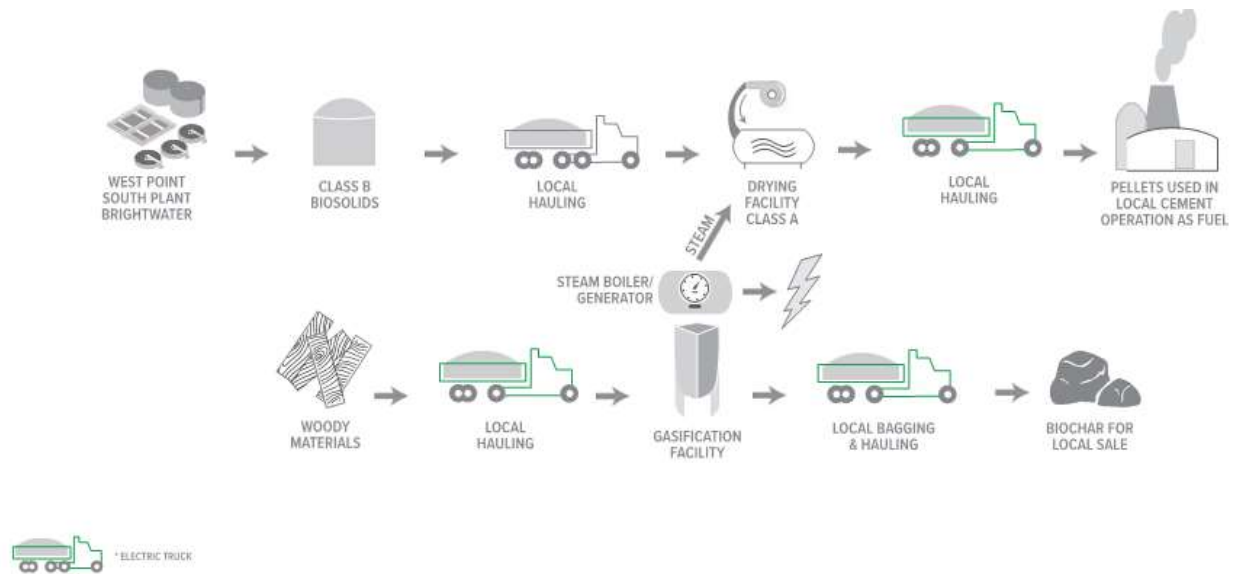 WEST POINT
SOUTH PLANT
BRIGHTWATER
CLASS B
BIOSOLIDS
LOCAL
HAULING
DRYING
FACILITY
CLASS A
LOCAL
HAULING
PELLETS USED IN
LOCAL CEMENT
OPERATION AS FUEL
STEAM
STEAM BOILER/
GENERATOR
WOODY
MATERIALS
LOCAL
HAULING
GASIFICATION
FACILITY
LOCAL BAGGING
& HAULING
BIOCHAR FOR
LOCAL SALE
* ELECTRIC TRUCK